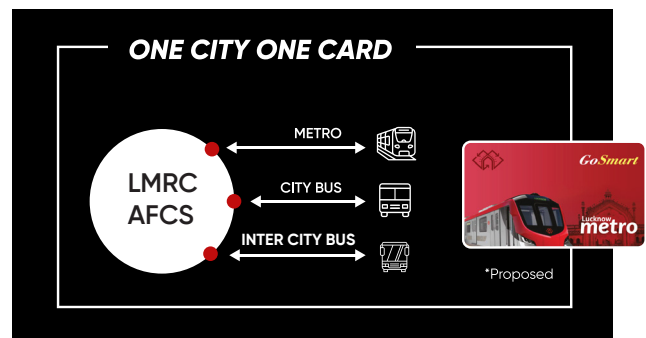 ONE CITY ONE CARD
LMRC
AFCS
METRO
CITY BUS
INTER CITY BUS
GoSmart
Lucknow
metro
*Proposed